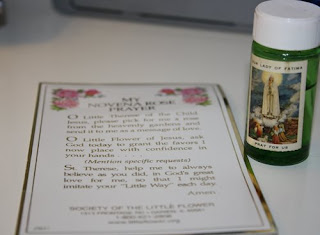 MY
NOVENA ROSE
PRAYER
O Little Therese of the Child
Jesus, please pick for me a rose
from the heavenly gardens and
send it to me as a message of love.
O Little Flower of Jesus, ask
God today to grant the favors I
now place with confidence in
your hands . .
(Mention specific requests)
St. Therese, help me to always
believe as you did, in God's great
love for me, so that I might
imitate your "Little Way" each day.
Amen
SOCIETY OF THE LITTLE FLOWER
LADY OF FATIMA
PRAY FOR US